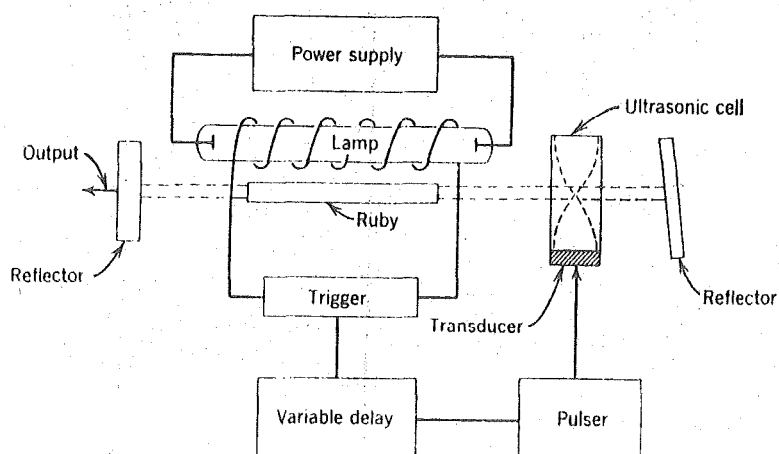 Power supply
Ultrasonic cell
Lamp
Output
Ruby
Reflector
Trigger
Transducer
Reflector
Variable delay
Pulser